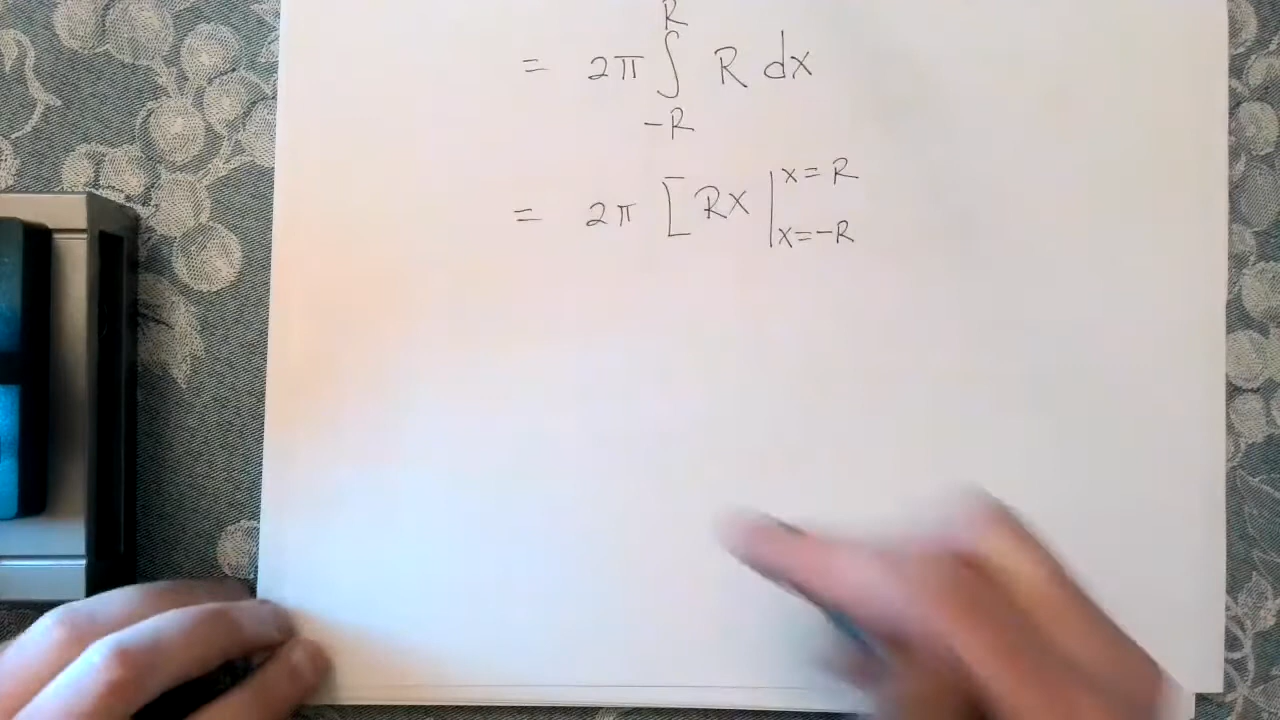 = 2π ∫_{-R}^{R} R dx
= 2π [Rx |_{x=-R}^{x=R}